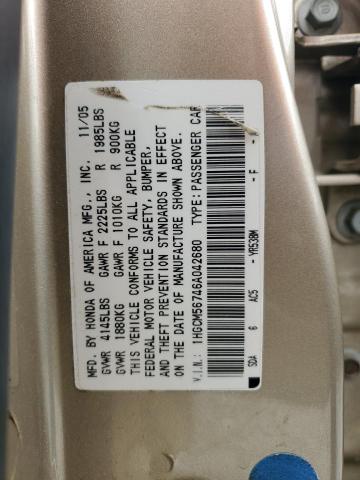 MFD. BY HONDA OF AMERICA MFG., INC. 11/05
GVWR 4145LBS GAWR F 2225LBS R 1985LBS
GVWR 1880KG GAWR F 1010KG R 900KG
THIS VEHICLE CONFORMS TO ALL APPLICABLE
FEDERAL MOTOR VEHICLE SAFETY, BUMPER,
AND THEFT PREVENTION STANDARDS IN EFFECT
ON THE DATE OF MANUFACTURE SHOWN ABOVE.
V.I.N.: 1HGCM56746A042680 TYPE:PASSENGER CAR
SDA 6 AC5 -YR538M -F -